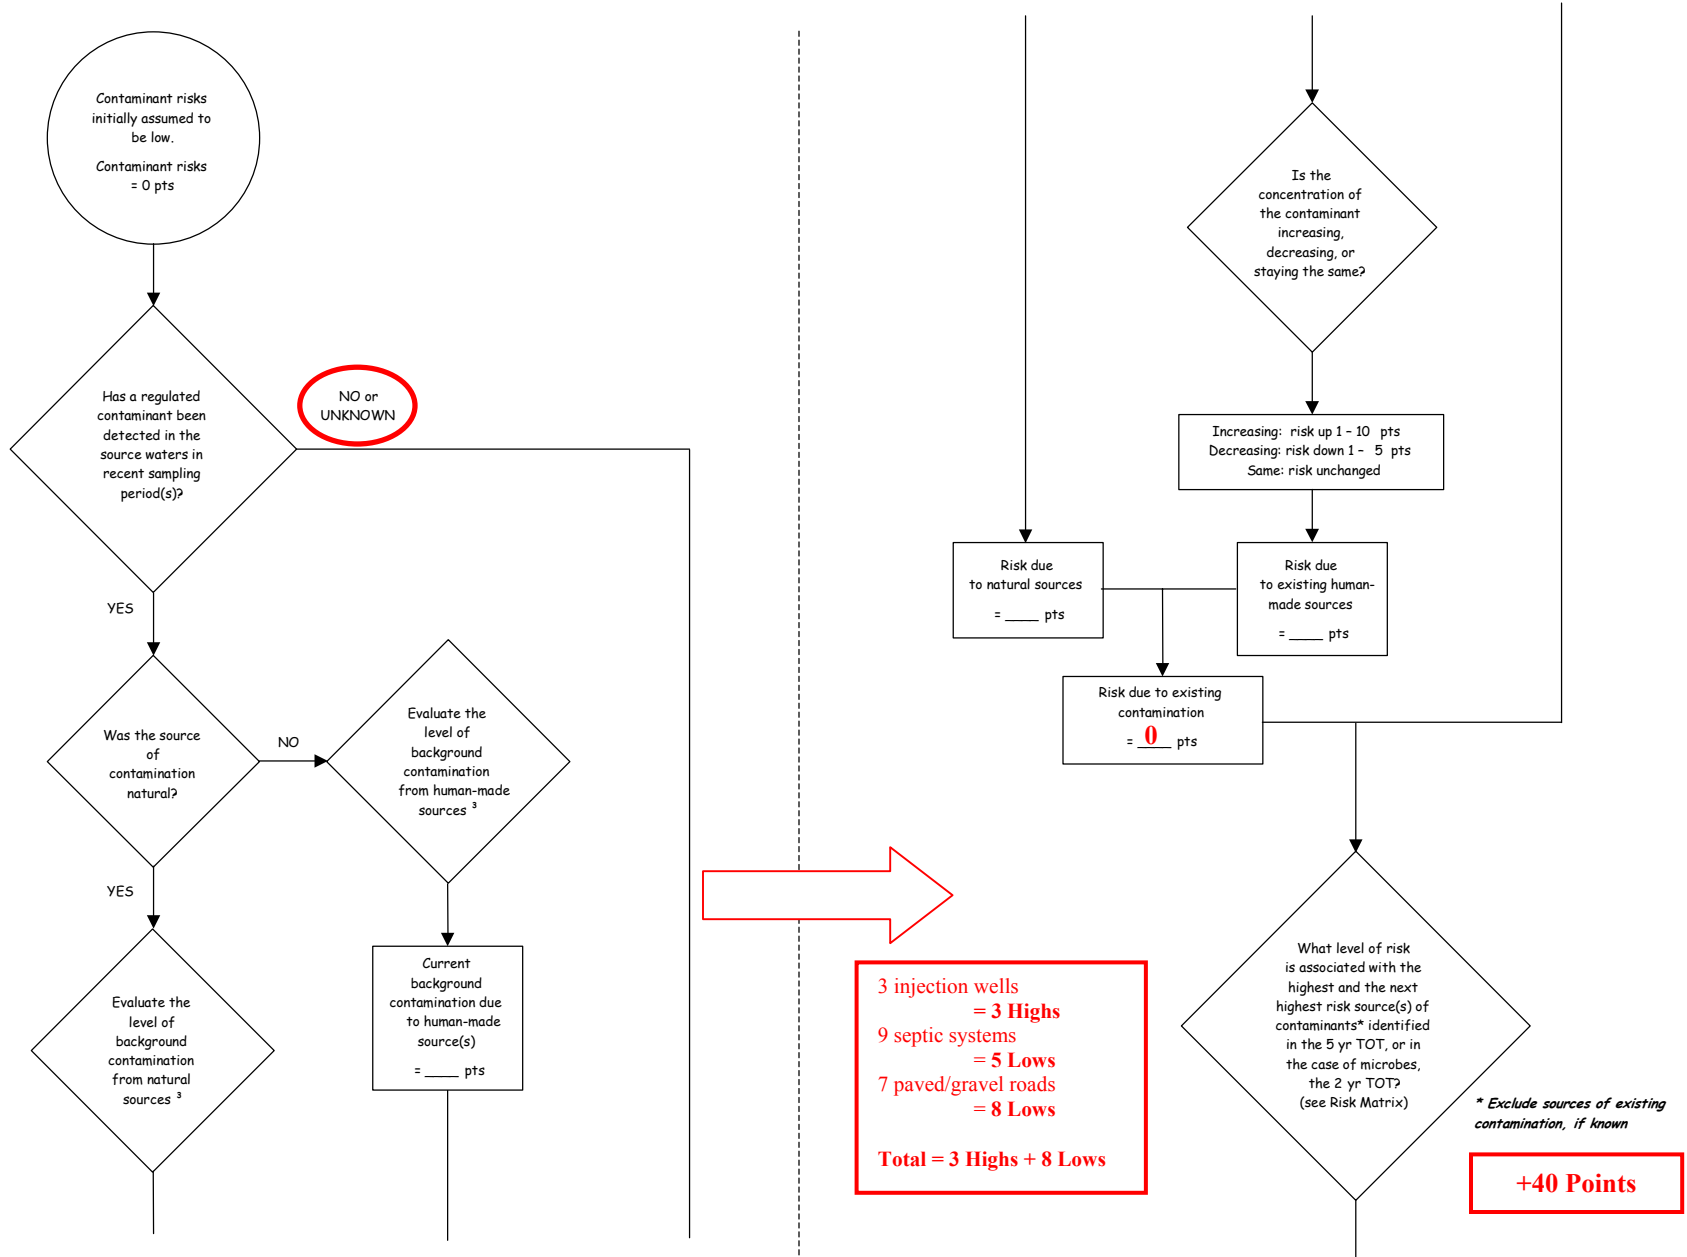 Contaminant risks
initially assumed to
be low.
Contaminant risks
= 0 pts
Has a regulated
contaminant been
detected in the
source waters in
recent sampling
period(s)?
NO or
UNKNOWN
YES
Was the source
of
contamination
natural?
NO
Evaluate the
level of
background
contamination
from human-made
sources ³
YES
Evaluate the
level of
background
contamination
from natural
sources ³
Current
background
contamination due
to human-made
source(s)
= ____ pts
Is the
concentration of
the contaminant
increasing,
decreasing, or
staying the same?
Increasing: risk up 1 – 10 pts
Decreasing: risk down 1 – 5 pts
Same: risk unchanged
Risk due
to natural sources
= ____ pts
Risk due
to existing human-
made sources
= ____ pts
Risk due to existing
contamination
= __0__ pts
3 injection wells
= 3 Highs
9 septic systems
= 5 Lows
7 paved/gravel roads
= 8 Lows
Total = 3 Highs + 8 Lows
What level of risk
is associated with the
highest and the next
highest risk source(s) of
contaminants* identified
in the 5 yr TOT, or in
the case of microbes,
the 2 yr TOT?
(see Risk Matrix)
* Exclude sources of existing
contamination, if known
+40 Points